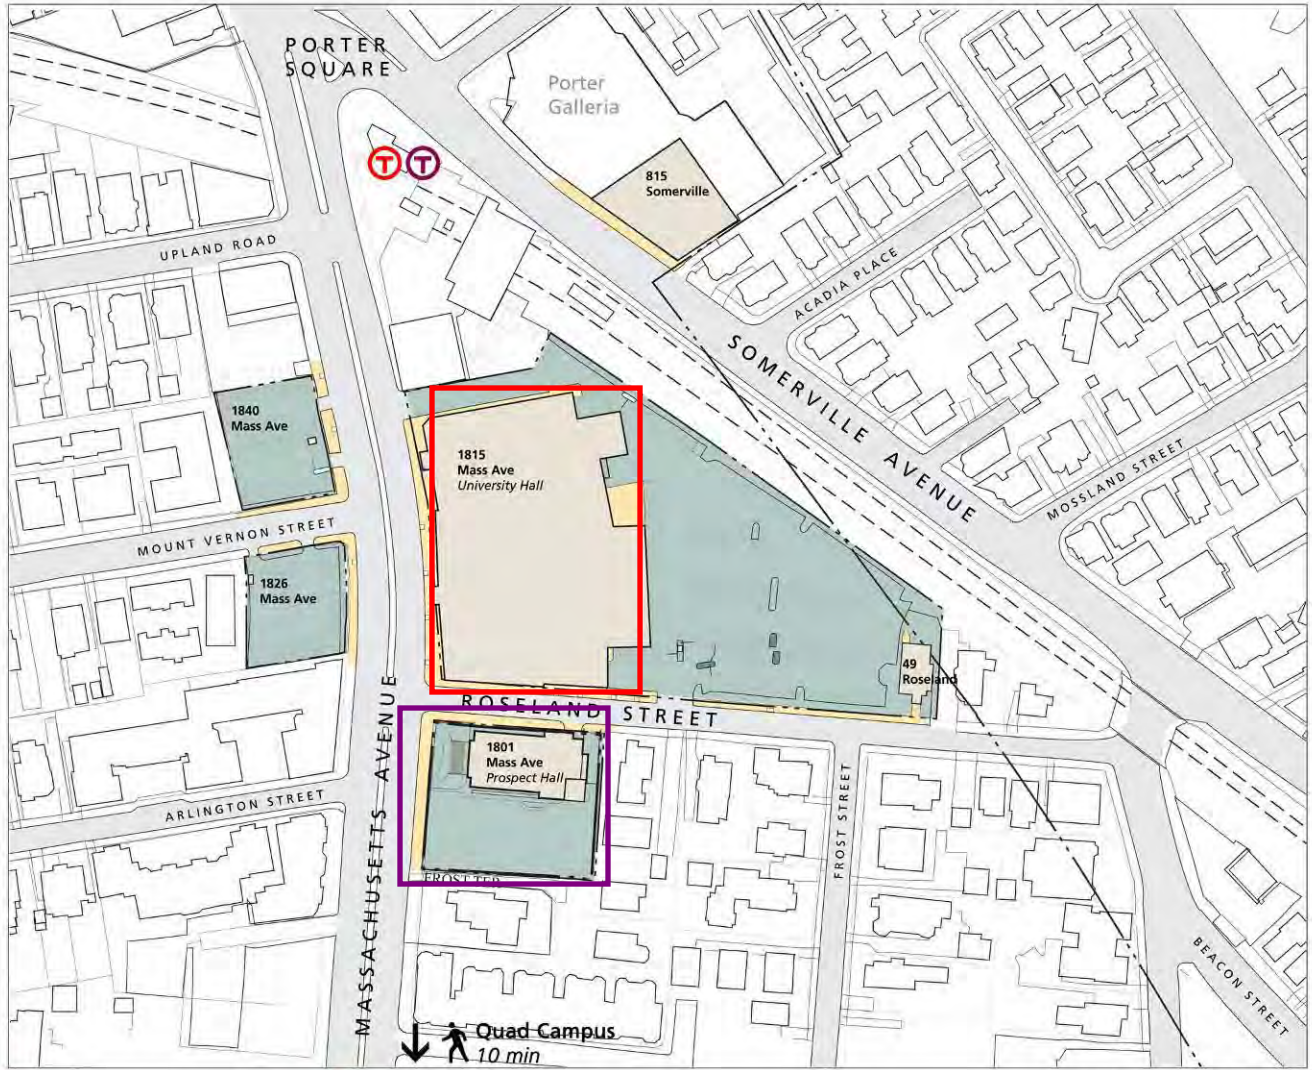 PORTER
SQUARE
Porter
Galleria
T T
815
Somerville
UPLAND ROAD
ACADIA PLACE
SOMERVILLE AVENUE
1840
Mass Ave
1815
Mass Ave
University Hall
MOSSLAND STREET
MOUNT VERNON STREET
1826
Mass Ave
49
Roseland
ROSELAND STREET
MASSACHUSETTS AVENUE
1801
Mass Ave
Prospect Hall
ARLINGTON STREET
FROST STREET
FROST TER
BEACON STREET
Quad Campus
10 min